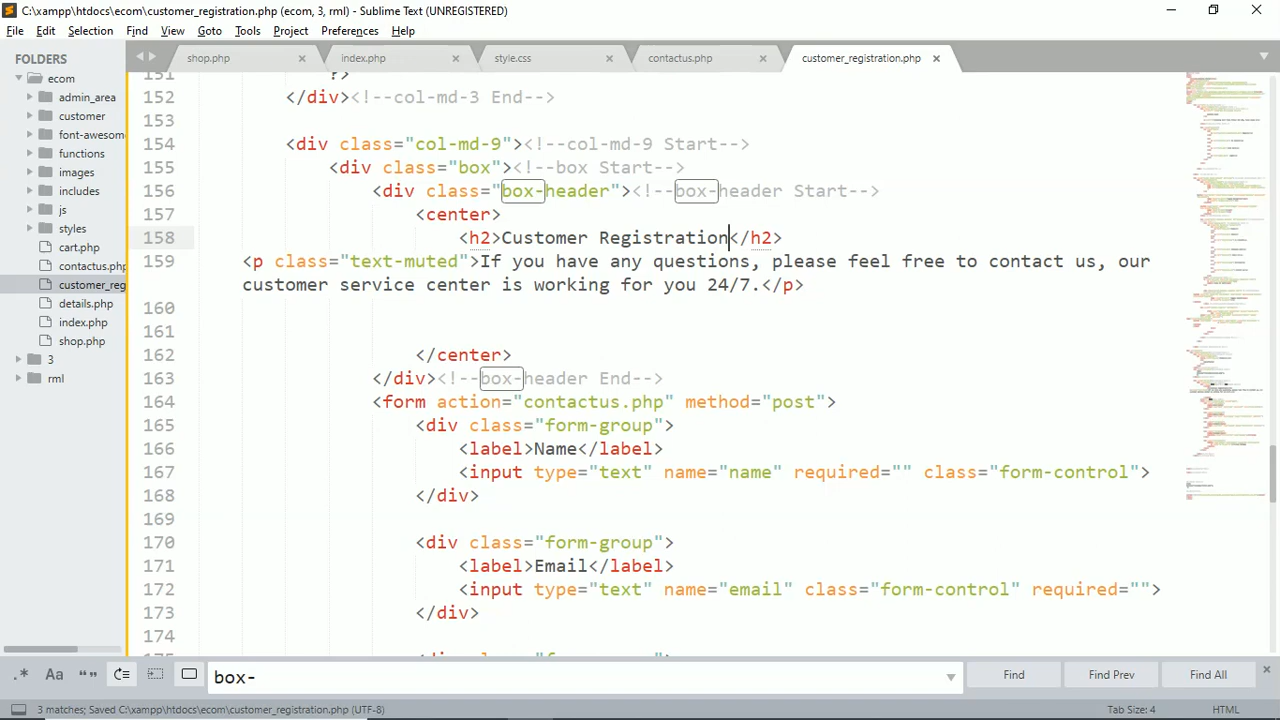 C:\xampp\htdocs\ecom\customer_registration.php (ecom, 3, rml) - Sublime Text (UNREGISTERED)
File Edit Selection Find View Goto Tools Project Preferences Help
FOLDERS
ecom
admin_area
customer
font-awsome
functions
images
includes
js
styles
cart.php
contactus.php
customer_reg
details.php
index.php
shop.php
3
rml
shop.php index.php style.css contactus.php customer_registration.php
151 ?>
152 </div><!--col-md-3
153
154 <div class="col-md-9 --col-md-9 Start-->
155 <div class="box" --box Start-->
156 <div class="box-header"><!--box-header Start-->
157 <center>
158 <h2>Customer Registration</h2>
159 <p class="text-muted">If have any questions, please feel free to contact us, our
customer service enter working for you 24/7.</p>
160
161
162 </center
163 </div><!--box-header End-->
164 <form action="contactus.php" method="post">
165 <div class="form-group">
166 <label>Name</label>
167 <input type="text" name="name" required="" class="form-control">
168 </div>
169
170 <div class="form-group">
171 <label>Email</label>
172 <input type="text" name="email" class="form-control" required="">
173 </div>
174
175
.* Aa “” box- Find Find Prev Find All
3 matches; Saved C:\xampp\htdocs\ecom\customer_registration.php (UTF-8) Tab Size: 4 HTML